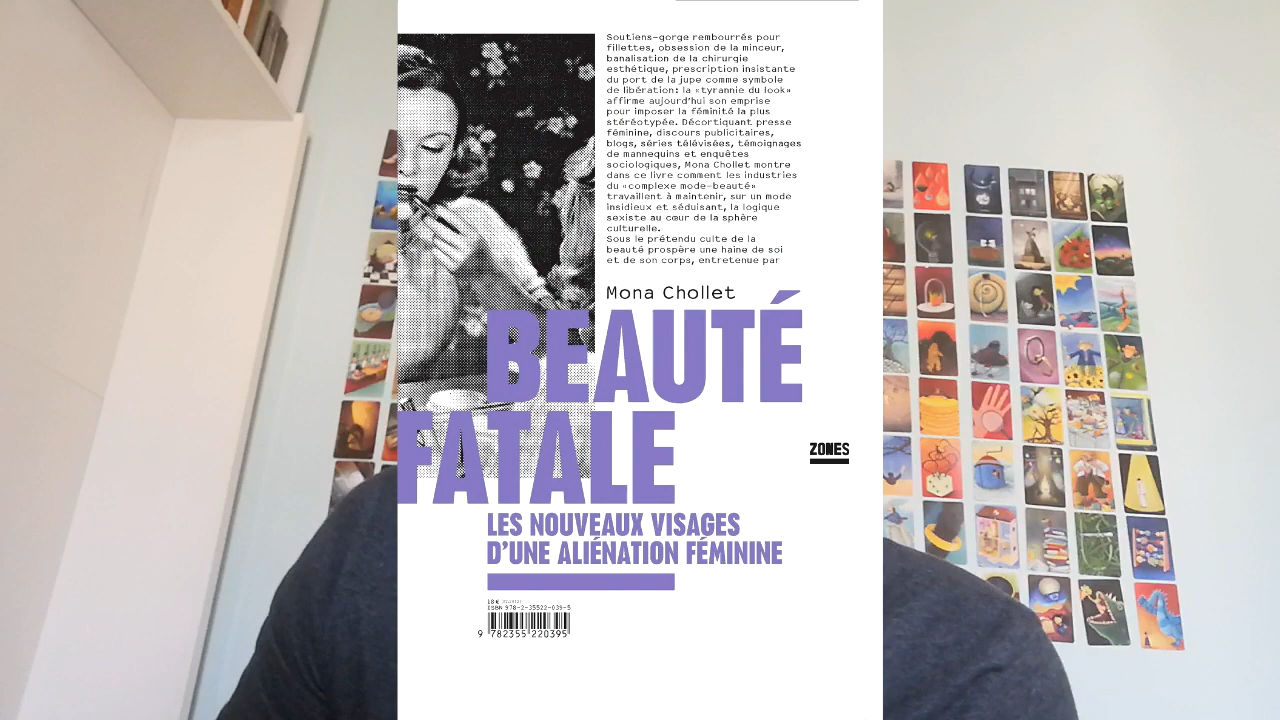 Soutiens-gorge rembourrés pour
fillettes, obsession de la minceur,
banalisation de la chirurgie
esthétique, prescription insistante
du port de la jupe comme symbole
de libération : la «tyrannie du look»
affirme aujourd'hui son emprise
pour imposer la féminité la plus
stéréotypée. Décortiquant presse
féminine, discours publicitaires,
blogs, séries télévisées, témoignages
de mannequins et enquêtes
sociologiques, Mona Chollet montre
dans ce livre comment les industries
du «complexe mode-beauté»
travaillent à maintenir, sur un mode
insidieux et séduisant, la logique
sexiste au cœur de la sphère
culturelle.
Sous le prétendu culte de la
beauté prospère une haine de soi
et de son corps, entretenue par
Mona Chollet
BEAUTÉ
FATALE
ZONES
LES NOUVEAUX VISAGES
D'UNE ALIÉNATION FÉMININE
18 €
ISBN 978-2-35522-039-5
9 782355 220395